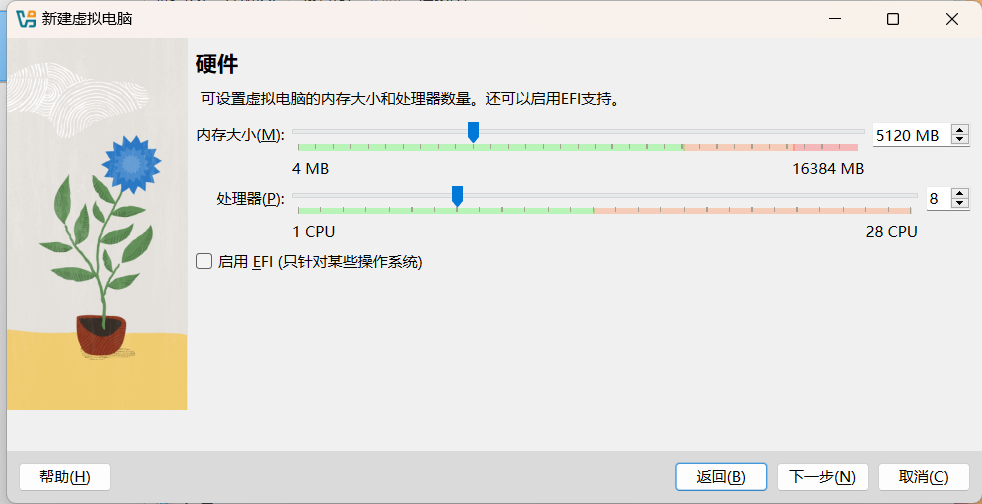 新建虚拟电脑
硬件
可设置虚拟电脑的内存大小和处理器数量。还可以启用EFI支持。
内存大小(M): 5120 MB
4 MB 16384 MB
处理器(P): 8
1 CPU 28 CPU
启用 EFI (只针对某些操作系统)
帮助(H) 返回(B) 下一步(N) 取消(C)